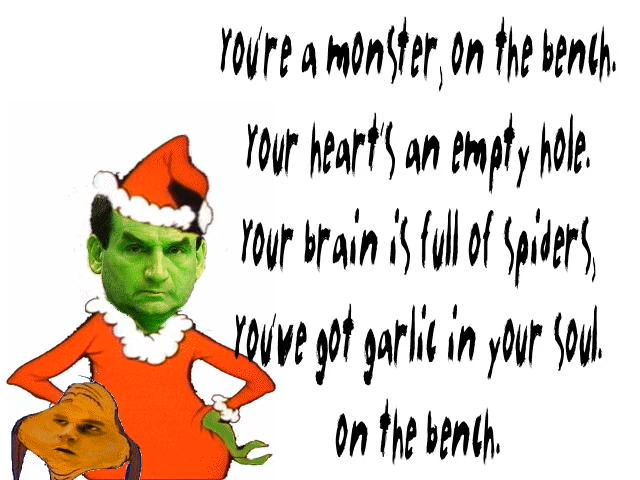 You're a monster, on the bench.
Your heart's an empty hole.
Your brain is full of spiders,
You've got garlic in your soul.
On the bench.